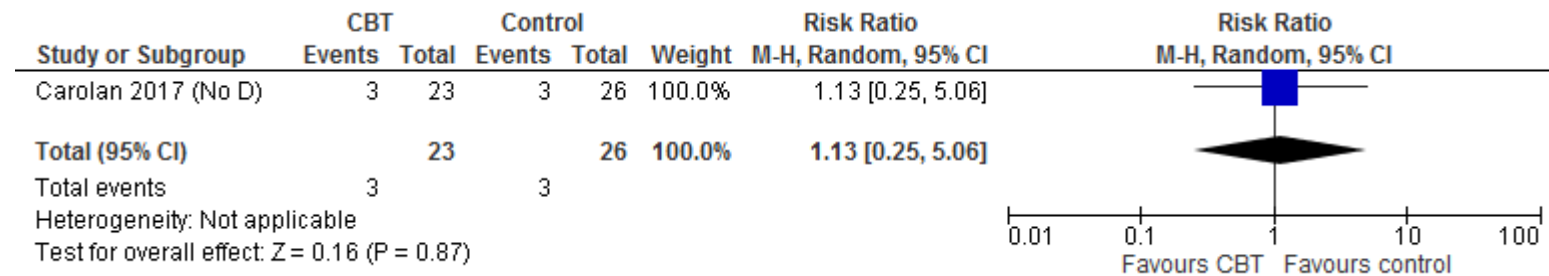 CBT Control Risk Ratio Risk Ratio
Study or Subgroup Events Total Events Total Weight M-H, Random, 95% CI M-H, Random, 95% CI
Carolan 2017 (No D) 3 23 3 26 100.0% 1.13 [0.25, 5.06]
Total (95% CI) 23 26 100.0% 1.13 [0.25, 5.06]
Total events 3 3
Heterogeneity: Not applicable
Test for overall effect: Z = 0.16 (P = 0.87)
0.01 0.1 1 10 100
Favours CBT Favours control